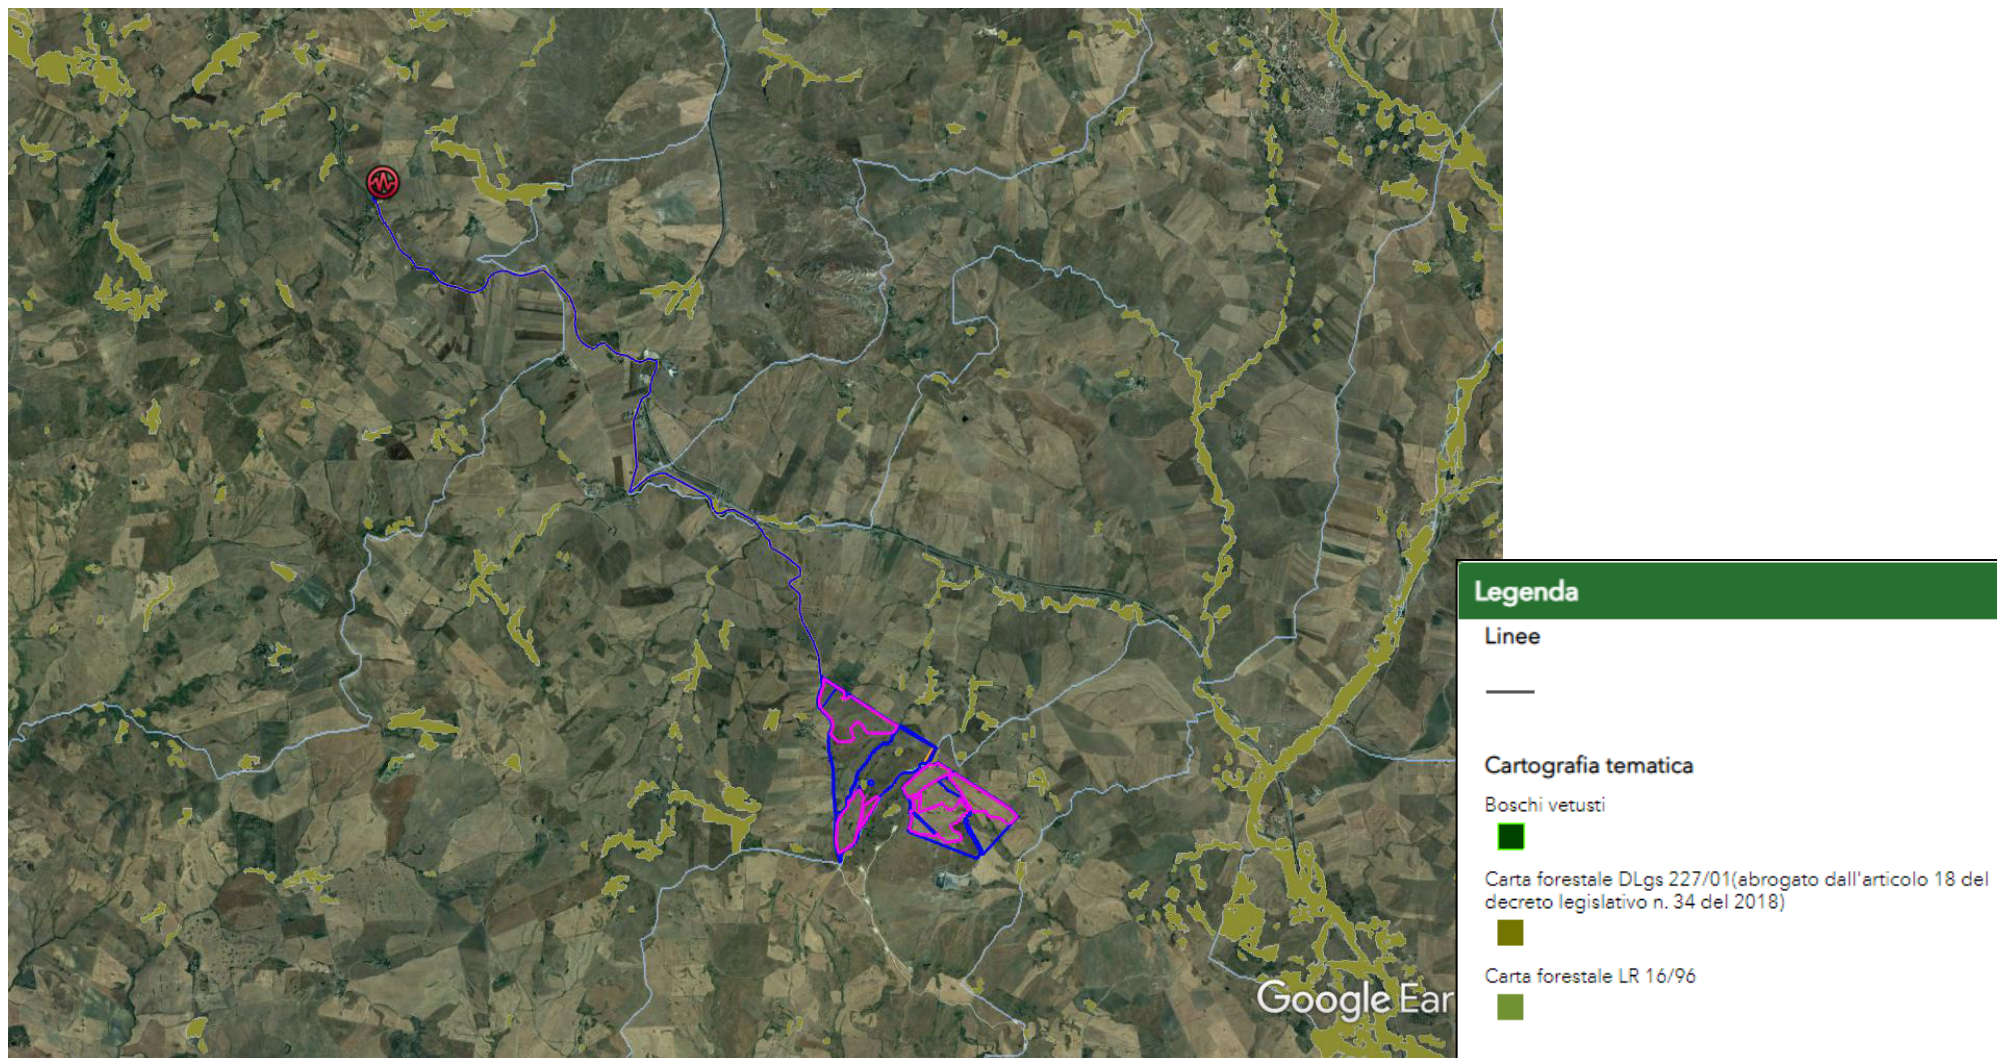 Legenda
Linee
Cartografia tematica
Boschi vetusti
Carta forestale DLgs 227/01(abrogato dall'articolo 18 del
decreto legislativo n. 34 del 2018)
Carta forestale LR 16/96
Google Ear